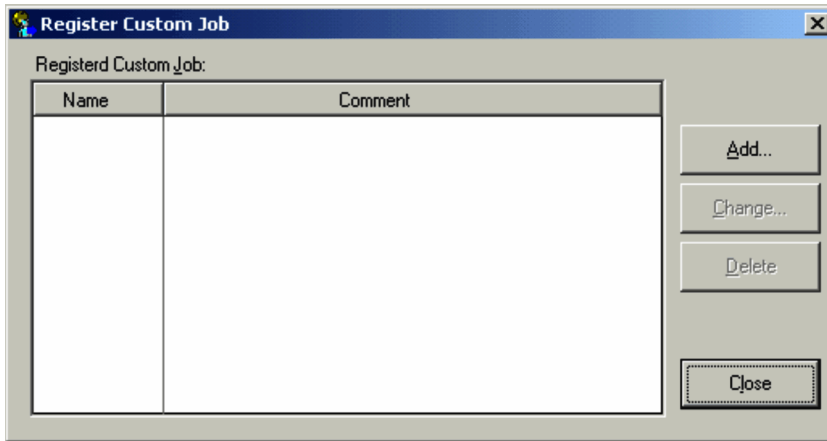 Register Custom Job
Registerd Custom Job:
Name Comment
Add...
Change...
Delete
Close